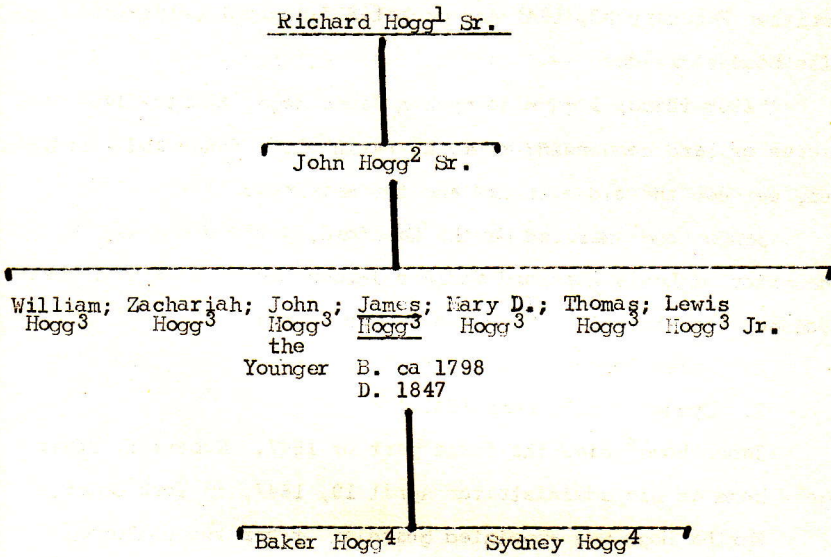 Richard Hogg¹ Sr.
John Hogg² Sr.
William; Zachariah; John ; James; Mary D.; Thomas; Lewis
Hogg³ Hogg³ Hogg³ Hogg³ Hogg³ Hogg³ Hogg³ Jr.
the
Younger B. ca 1798
D. 1847
Baker Hogg⁴ Sydney Hogg⁴